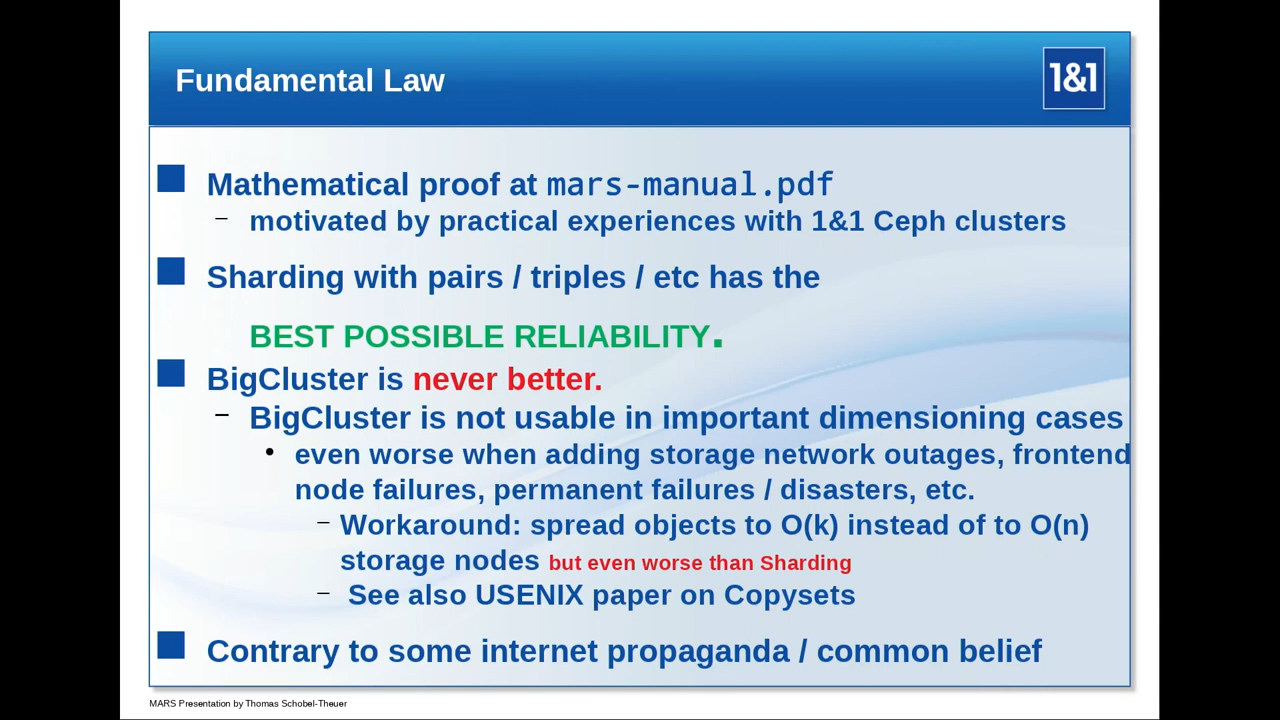 Fundamental Law
1&1
Mathematical proof at mars-manual.pdf
– motivated by practical experiences with 1&1 Ceph clusters
Sharding with pairs / triples / etc has the
BEST POSSIBLE RELIABILITY.
BigCluster is never better.
– BigCluster is not usable in important dimensioning cases
• even worse when adding storage network outages, frontend
node failures, permanent failures / disasters, etc.
– Workaround: spread objects to O(k) instead of to O(n)
storage nodes but even worse than Sharding
– See also USENIX paper on Copysets
Contrary to some internet propaganda / common belief
MARS Presentation by Thomas Schobel-Theuer